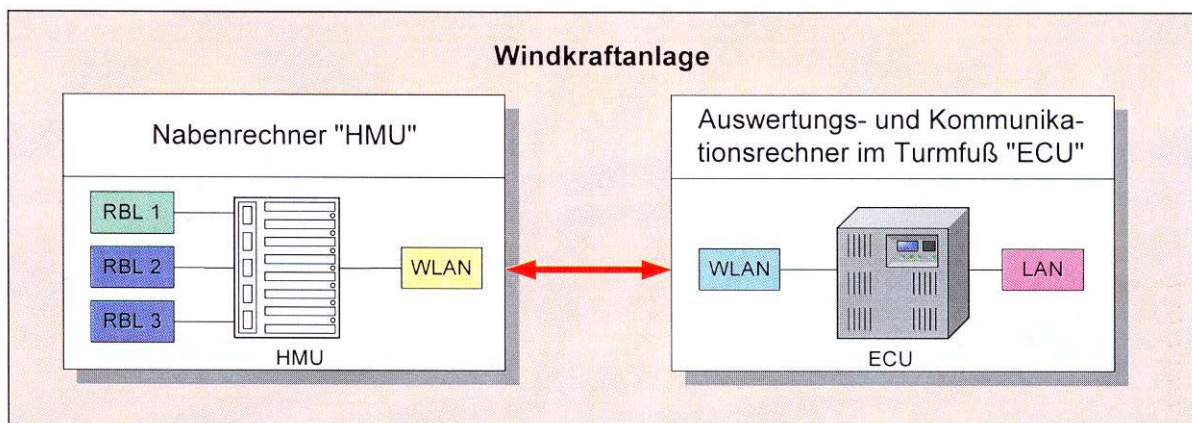 Windkraftanlage
Nabenrechner "HMU"
RBL 1
RBL 2
RBL 3
WLAN
HMU
Auswertungs- und Kommunika-
tionsrechner im Turmfuß "ECU"
WLAN
LAN
ECU